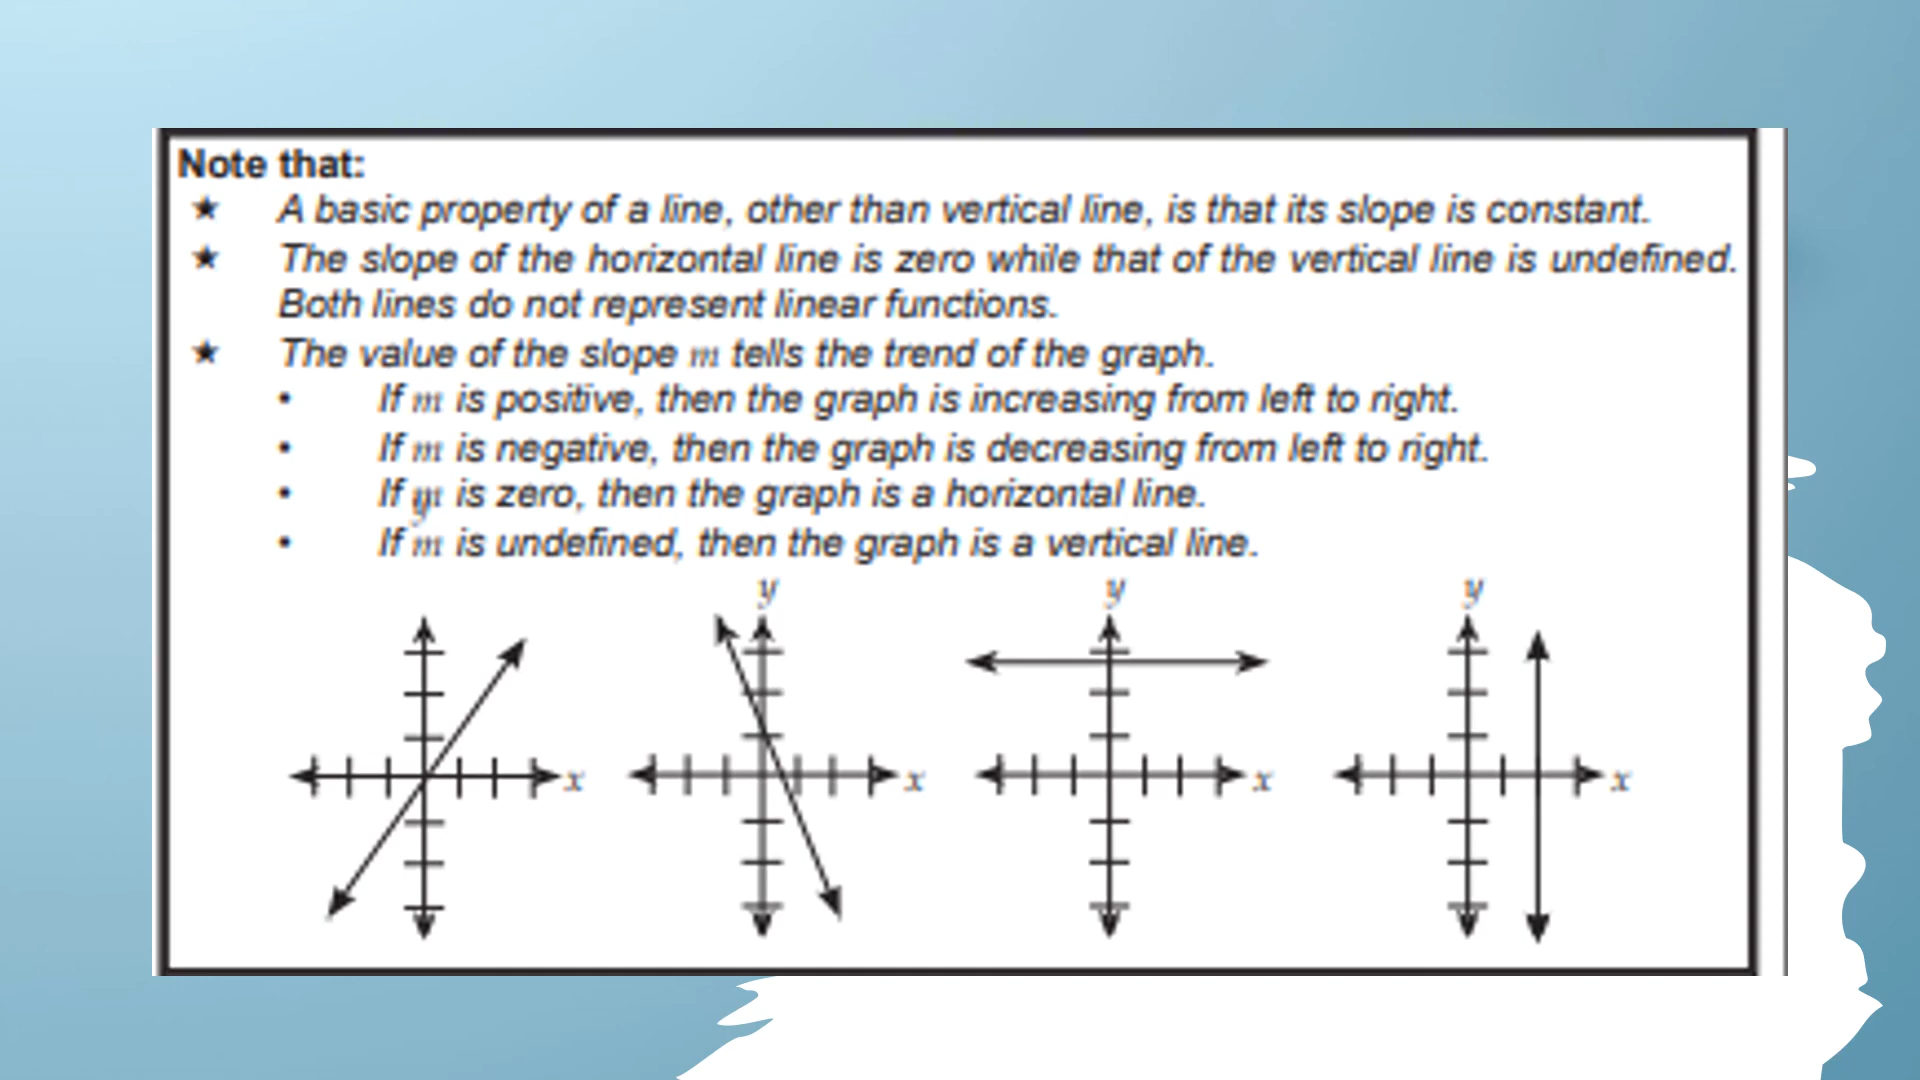 Note that:
★ A basic property of a line, other than vertical line, is that its slope is constant.
★ The slope of the horizontal line is zero while that of the vertical line is undefined.
Both lines do not represent linear functions.
★ The value of the slope m tells the trend of the graph.
• If m is positive, then the graph is increasing from left to right.
• If m is negative, then the graph is decreasing from left to right.
• If m is zero, then the graph is a horizontal line.
y
• If m is undefined, then the graph is a vertical line.
y y y
x x x x